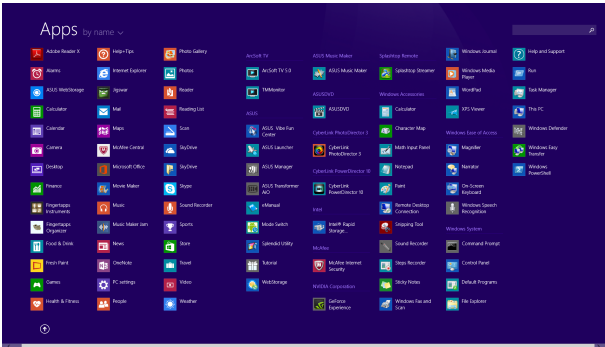 Apps by name
Adobe Reader X
Alarms
ASUS WebStorage
Calculator
Calendar
Camera
Desktop
Finance
Fingertapps
Instruments
Fingertapps
Organizer
Food & Drink
Fresh Paint
Games
Health & Fitness
Help+Tips
Internet Explorer
Jigswar
Mail
Maps
McAfee Central
Microsoft Office
Movie Maker
Music
Music Maker Jam
News
OneNote
PC settings
People
Photo Gallery
Photos
Reader
Reading List
Scan
SkyDrive
SkyDrive
Skype
Sound Recorder
Sports
Store
Travel
Video
Weather
ArcSoft TV
ArcSoft TV 5.0
TMMonitor
ASUS
ASUS Vibe Fun
Center
ASUS Launcher
ASUS Manager
ASUS Transformer
AiO
eManual
Mode Switch
Splendid Utility
Tutorial
WebStorage
ASUS Music Maker
ASUS Music Maker
ASUSDVD
ASUSDVD
CyberLink PhotoDirector 3
CyberLink
PhotoDirector 3
CyberLink PowerDirector 10
CyberLink
PowerDirector 10
Intel
Intel® Rapid
Storage...
McAfee
McAfee Internet
Security
NVIDIA Corporation
GeForce
Experience
Splashtop Remote
Splashtop Streamer
Windows Accessories
Calculator
Character Map
Math Input Panel
Notepad
Paint
Remote Desktop
Connection
Snipping Tool
Sound Recorder
Steps Recorder
Sticky Notes
Windows Fax and
Scan
Windows Journal
Windows Media
Player
WordPad
XPS Viewer
Windows Ease of Access
Magnifier
Narrator
On-Screen
Keyboard
Windows Speech
Recognition
Windows System
Command Prompt
Control Panel
Default Programs
File Explorer
Help and Support
Run
Task Manager
This PC
Windows Defender
Windows Easy
Transfer
Windows
PowerShell